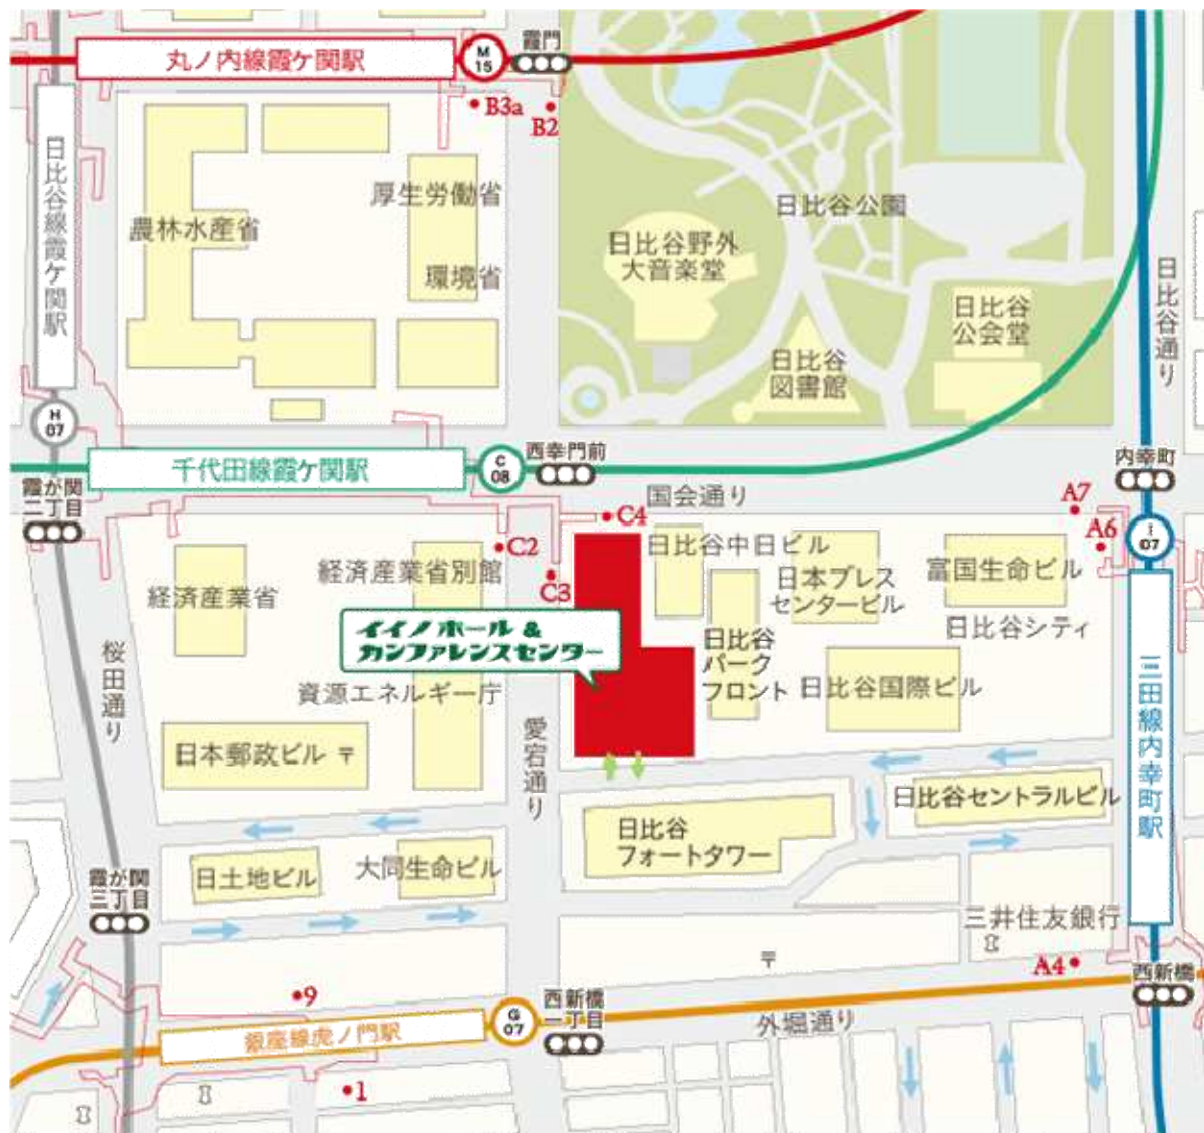 丸ノ内線霞ケ関駅
M
15
霞門
B3a
B2
日比谷線霞ケ関駅
厚生労働省
農林水産省
環境省
日比谷公園
日比谷野外
大音楽堂
日比谷
公会堂
日比谷
図書館
日比谷通り
H
07
千代田線霞ケ関駅
C
08
西幸門前
内幸町
霞が関
二丁目
国会通り
A7
C4
A6
i
07
C2
日比谷中日ビル
経済産業省別館
C3
日本プレス
センタービル
富国生命ビル
経済産業省
イイノホール &
カンファレンスセンター
日比谷シティ
日比谷
パーク
フロント
桜田通り
資源エネルギー庁
日比谷国際ビル
三田線内幸町駅
愛宕通り
日本郵政ビル 〒
日比谷セントラルビル
日比谷
フォートタワー
日土地ビル
大同生命ビル
霞が関
三丁目
三井住友銀行
〒
A4
西新橋
9
西新橋
一丁目
G
07
銀座線虎ノ門駅
外堀通り
1